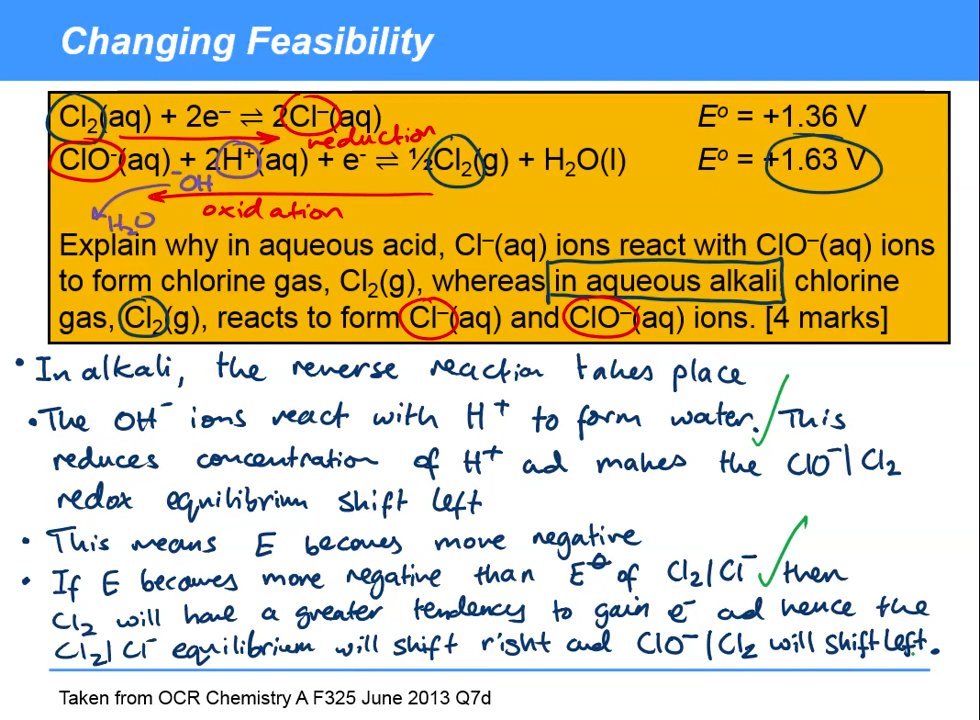 Changing Feasibility
Cl₂(aq) + 2e⁻ ⇌ 2Cl⁻(aq) Eᵒ = +1.36 V
reduction
ClO⁻(aq) + 2H⁺(aq) + e⁻ ⇌ ½Cl₂(g) + H₂O(l) Eᵒ = +1.63 V
⁻OH
oxidation
H₂O
Explain why in aqueous acid, Cl⁻(aq) ions react with ClO⁻(aq) ions
to form chlorine gas, Cl₂(g), whereas in aqueous alkali chlorine
gas, Cl₂(g), reacts to form Cl⁻(aq) and ClO⁻(aq) ions. [4 marks]
• In alkali, the reverse reaction takes place
• The OH⁻ ions react with H⁺ to form water. This
reduces concentration of H⁺ ad makes the ClO⁻|Cl₂
redox equilibrium shift left
• This means E becomes more negative
• If E becomes more negative than E⦵ of Cl₂|Cl⁻ then
Cl₂ will have a greater tendency to gain e⁻ ad hence the
Cl₂|Cl⁻ equilibrium will shift right and ClO⁻|Cl₂ will shift left.
Taken from OCR Chemistry A F325 June 2013 Q7d